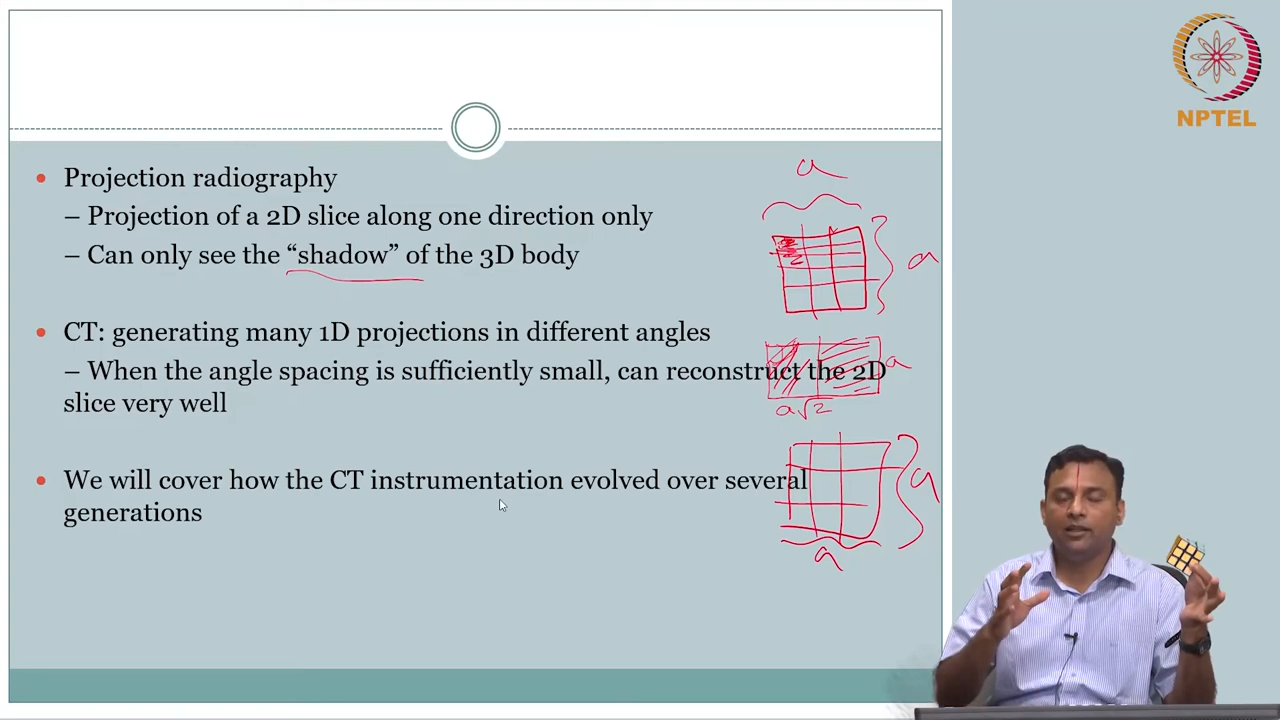 NPTEL
• Projection radiography
– Projection of a 2D slice along one direction only
– Can only see the “shadow” of the 3D body
• CT: generating many 1D projections in different angles
– When the angle spacing is sufficiently small, can reconstruct the 2D
slice very well
• We will cover how the CT instrumentation evolved over several
generations
a
a
a
a√2
a
a